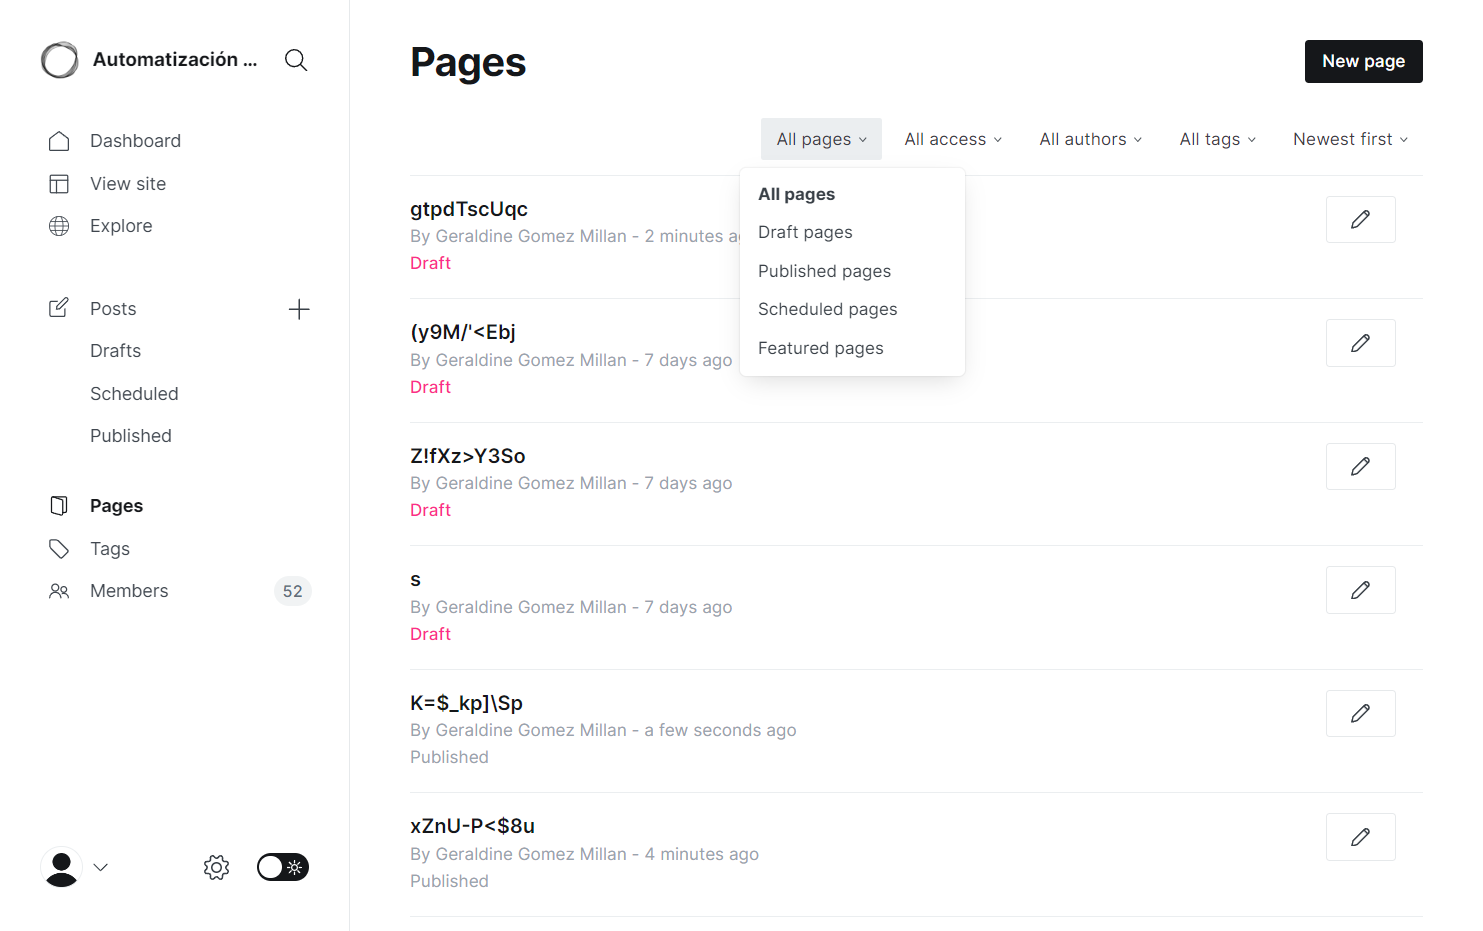 Automatización ...
Dashboard
View site
Explore
Posts
Drafts
Scheduled
Published
Pages
Tags
Members 52
Pages
New page
All pages All access All authors All tags Newest first
All pages
Draft pages
Published pages
Scheduled pages
Featured pages
gtpdTscUqc
By Geraldine Gomez Millan - 2 minutes
Draft
(y9M/'<Ebj
By Geraldine Gomez Millan - 7 days ago
Draft
Z!fXz>Y3So
By Geraldine Gomez Millan - 7 days ago
Draft
s
By Geraldine Gomez Millan - 7 days ago
Draft
K=$_kp]\Sp
By Geraldine Gomez Millan - a few seconds ago
Published
xZnU-P<$8u
By Geraldine Gomez Millan - 4 minutes ago
Published